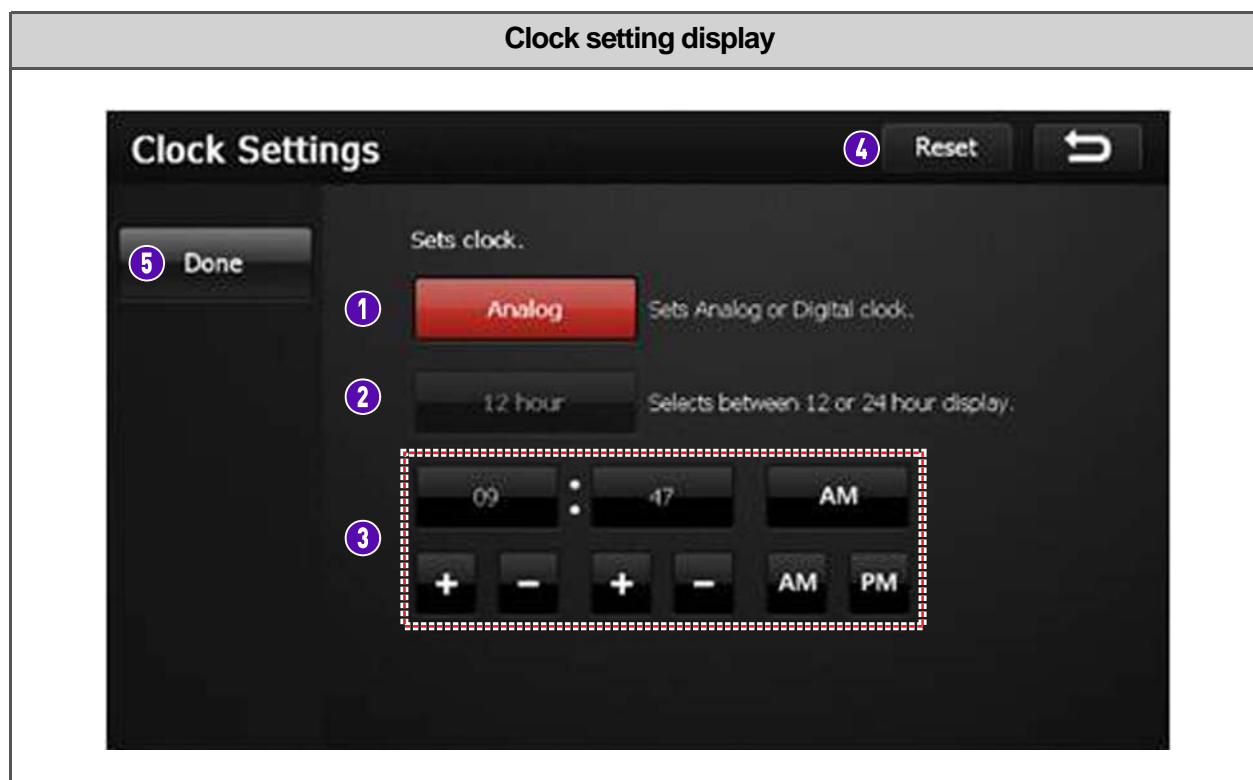 Clock setting display
Clock Settings
4 Reset
5 Done
Sets clock.
1 Analog Sets Analog or Digital clock.
2 12 hour Selects between 12 or 24 hour display.
09 : 47 AM
3
+ - + - AM PM